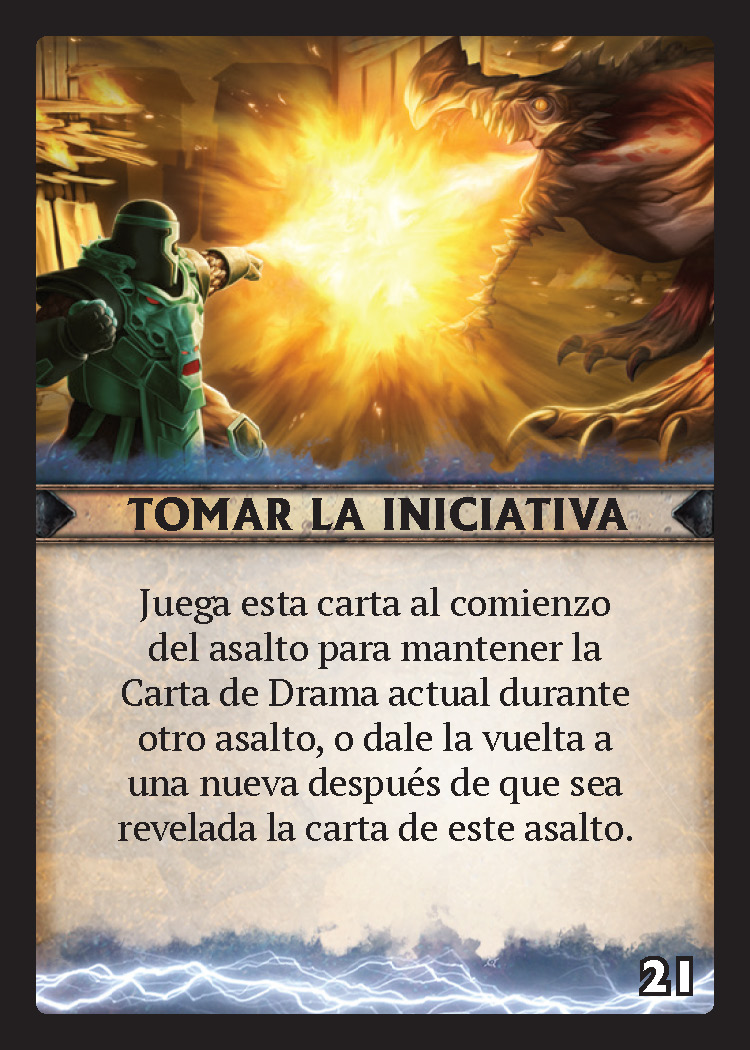 TOMAR LA INICIATIVA
Juega esta carta al comienzo
del asalto para mantener la
Carta de Drama actual durante
otro asalto, o dale la vuelta a
una nueva después de que sea
revelada la carta de este asalto.
21